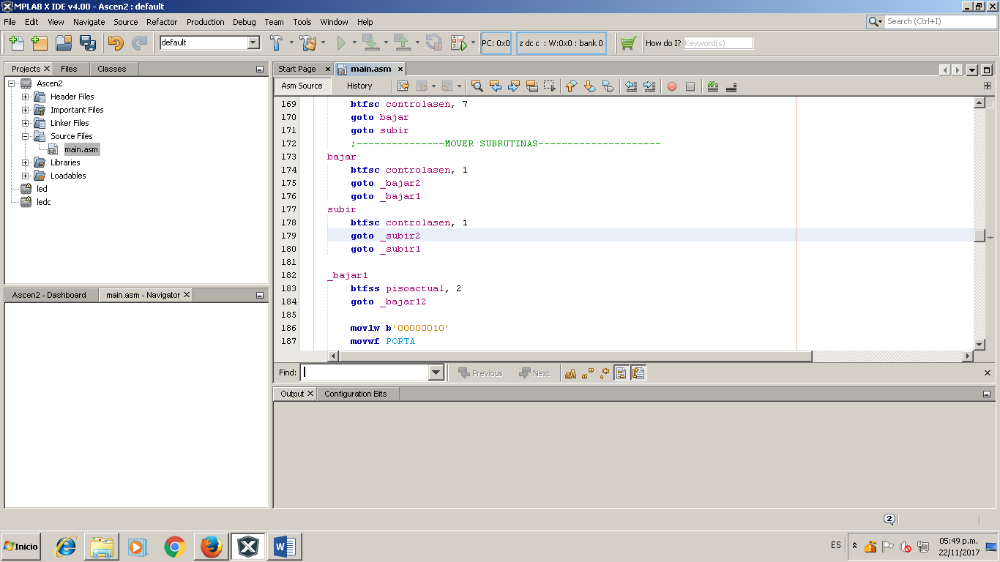 MPLAB X IDE v4.00 - Ascen2 : default
File Edit View Navigate Source Refactor Production Debug Team Tools Window Help
Search (Ctrl+I)
default
PC: 0x0
z dc c : W:0x0 : bank 0
How do I? Keyword(s)
Projects Files Classes
Ascen2
Header Files
Important Files
Linker Files
Source Files
main.asm
Libraries
Loadables
led
ledc
Ascen2 - Dashboard main.asm - Navigator
Start Page main.asm
Asm Source History
169 btfsc controlasen, 7
170 goto bajar
171 goto subir
172 ;---------------MOVER SUBRUTINAS---------------------
173 bajar
174 btfsc controlasen, 1
175 goto _bajar2
176 goto _bajar1
177 subir
178 btfsc controlasen, 1
179 goto _subir2
180 goto _subir1
181
182 _bajar1
183 btfss pisoactual, 2
184 goto _bajar12
185
186 movlw b'00000010'
187 movwf PORTA
Find: Previous Next
Output Configuration Bits
2
Inicio
ES
05:49 p.m.
22/11/2017